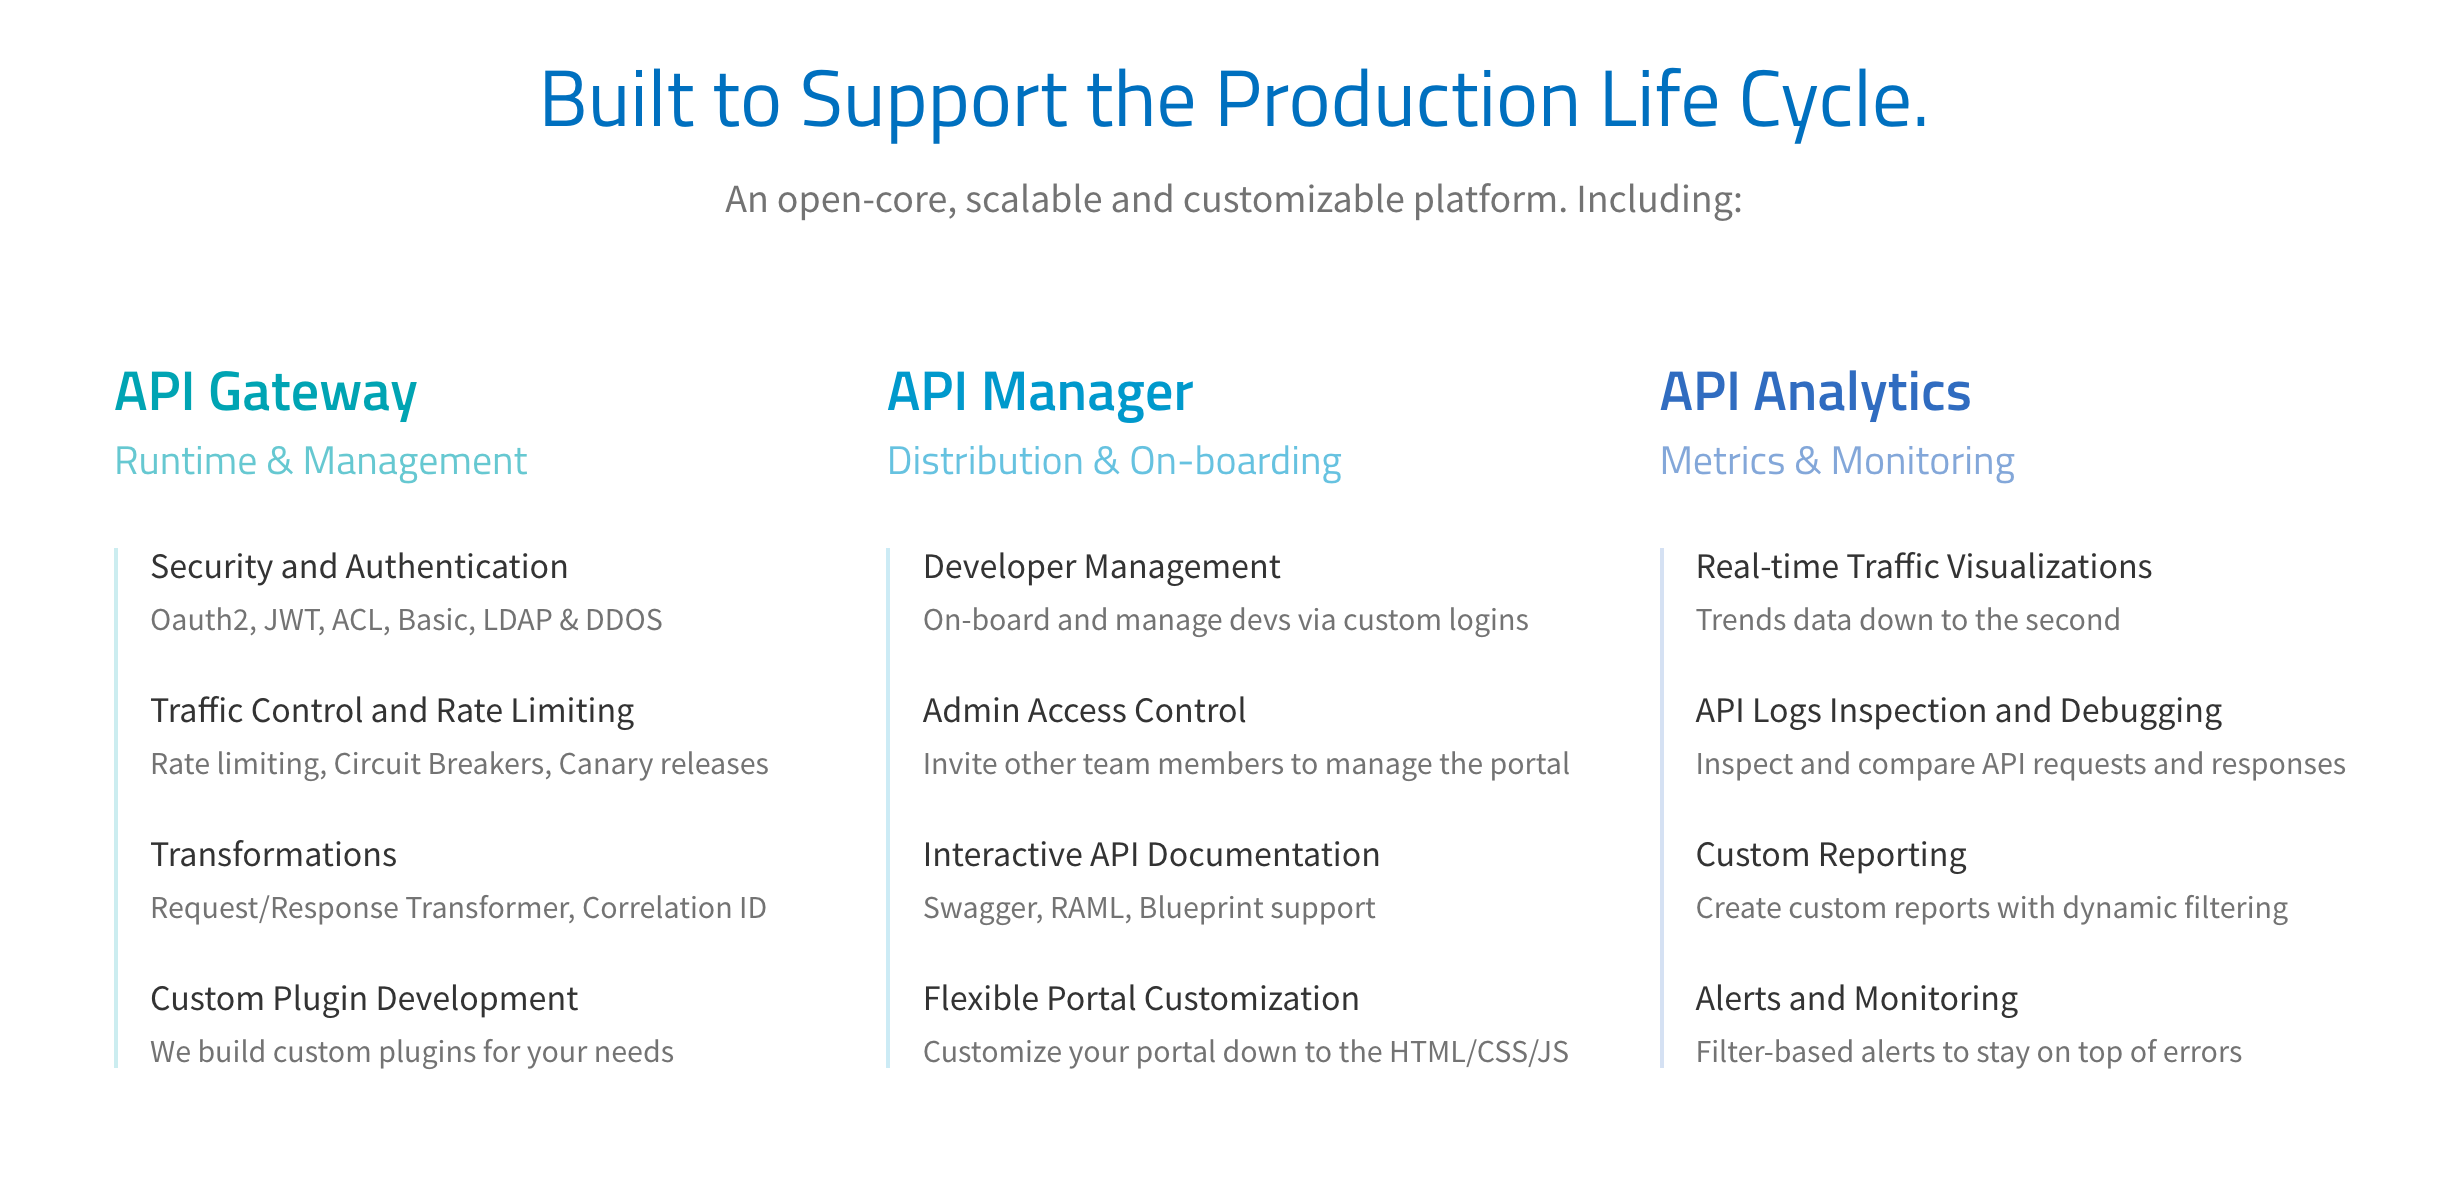 Built to Support the Production Life Cycle.
An open-core, scalable and customizable platform. Including:
API Gateway
Runtime & Management
Security and Authentication
Oauth2, JWT, ACL, Basic, LDAP & DDOS
Traffic Control and Rate Limiting
Rate limiting, Circuit Breakers, Canary releases
Transformations
Request/Response Transformer, Correlation ID
Custom Plugin Development
We build custom plugins for your needs
API Manager
Distribution & On-boarding
Developer Management
On-board and manage devs via custom logins
Admin Access Control
Invite other team members to manage the portal
Interactive API Documentation
Swagger, RAML, Blueprint support
Flexible Portal Customization
Customize your portal down to the HTML/CSS/JS
API Analytics
Metrics & Monitoring
Real-time Traffic Visualizations
Trends data down to the second
API Logs Inspection and Debugging
Inspect and compare API requests and responses
Custom Reporting
Create custom reports with dynamic filtering
Alerts and Monitoring
Filter-based alerts to stay on top of errors